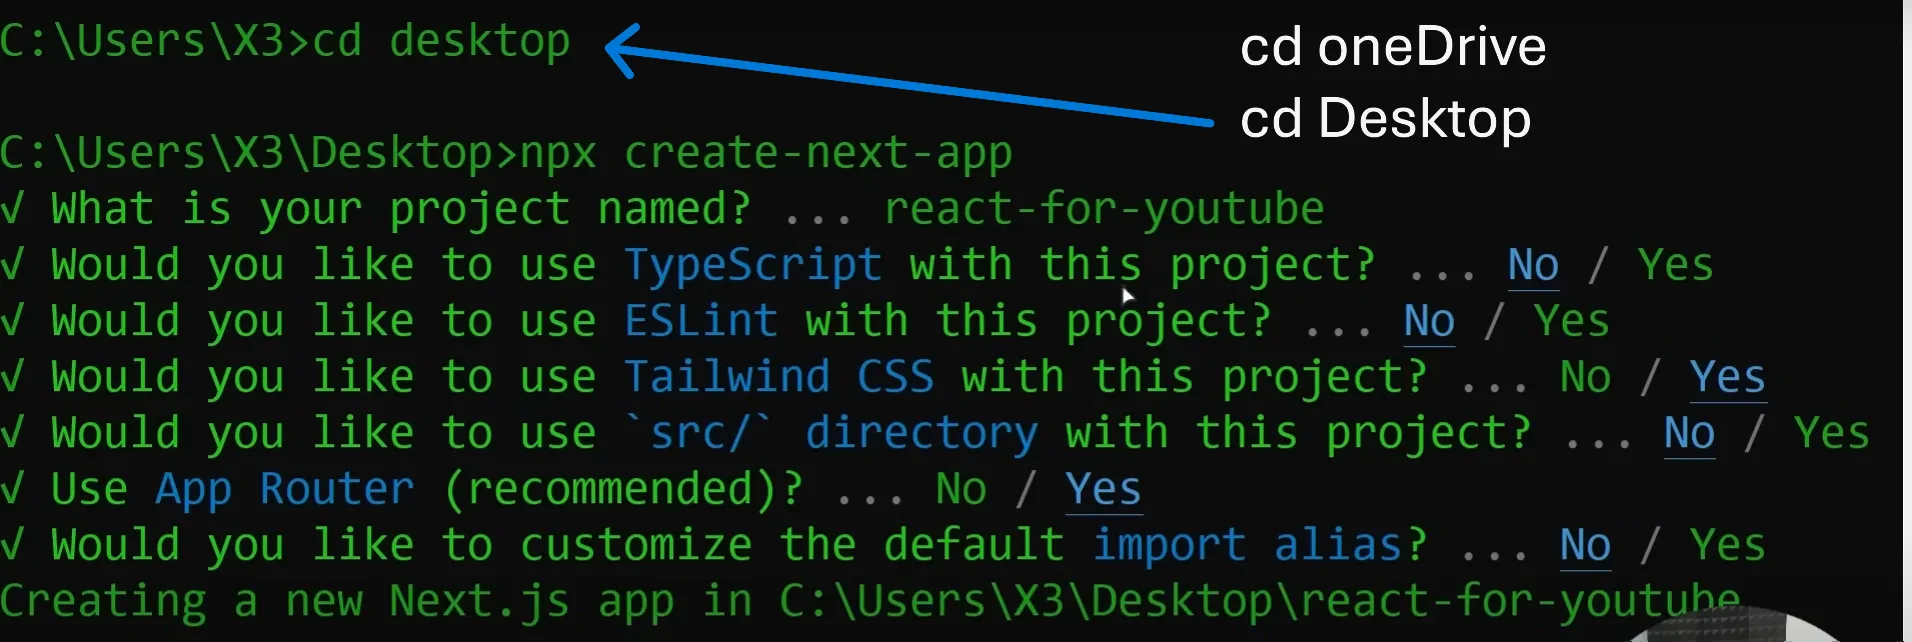 C:\Users\X3>cd desktop
cd oneDrive
cd Desktop
C:\Users\X3\Desktop>npx create-next-app
√ What is your project named? ... react-for-youtube
√ Would you like to use TypeScript with this project? ... No / Yes
√ Would you like to use ESLint with this project? ... No / Yes
√ Would you like to use Tailwind CSS with this project? ... No / Yes
√ Would you like to use `src/` directory with this project? ... No / Yes
√ Use App Router (recommended)? ... No / Yes
√ Would you like to customize the default import alias? ... No / Yes
Creating a new Next.js app in C:\Users\X3\Desktop\react-for-youtube